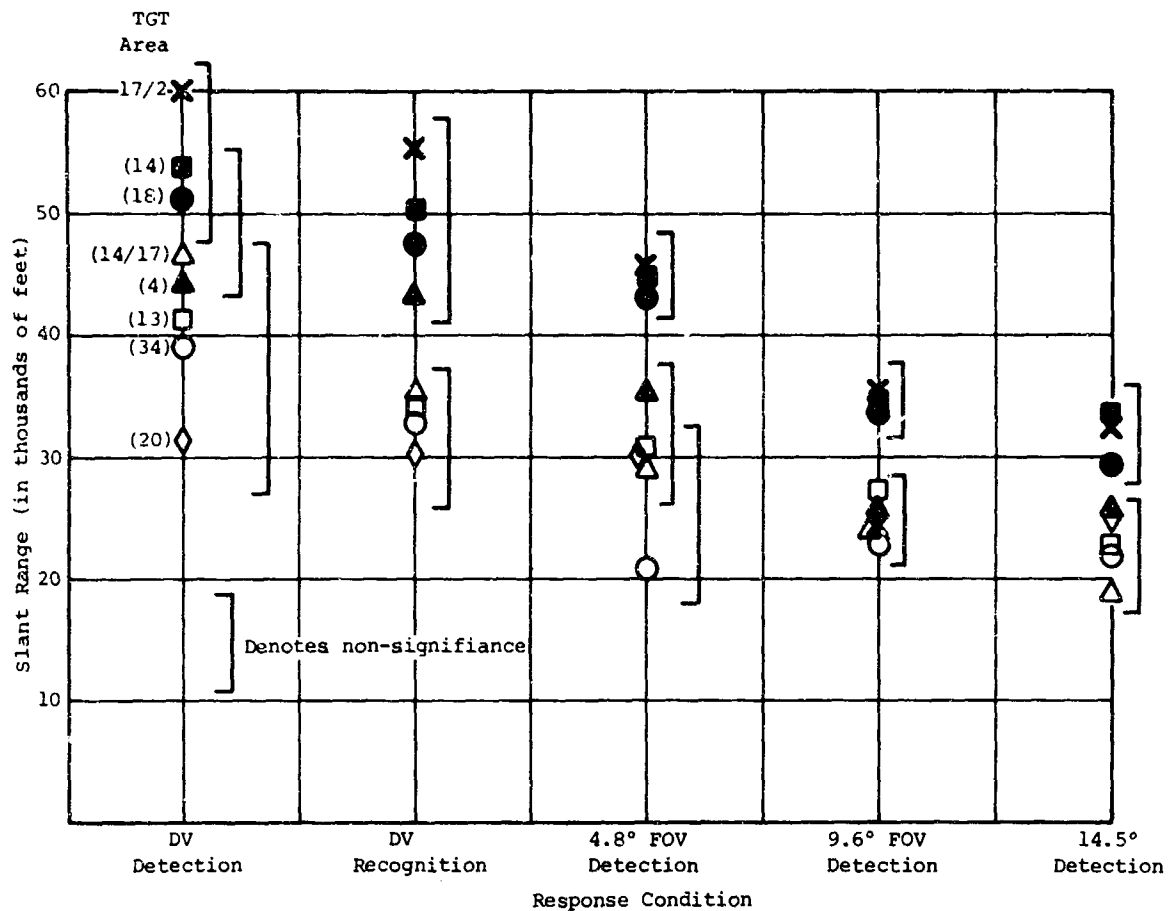 TGT
Area
60
17/2
(14)
(18)
50
(14/17)
(4)
(13)
40
(34)
(20)
30
20
10
Slant Range (in thousands of feet)
Denotes non-signifiance
DV
Detection
DV
Recognition
4.8° FOV
Detection
9.6° FOV
Detection
14.5°
Detection
Response Condition